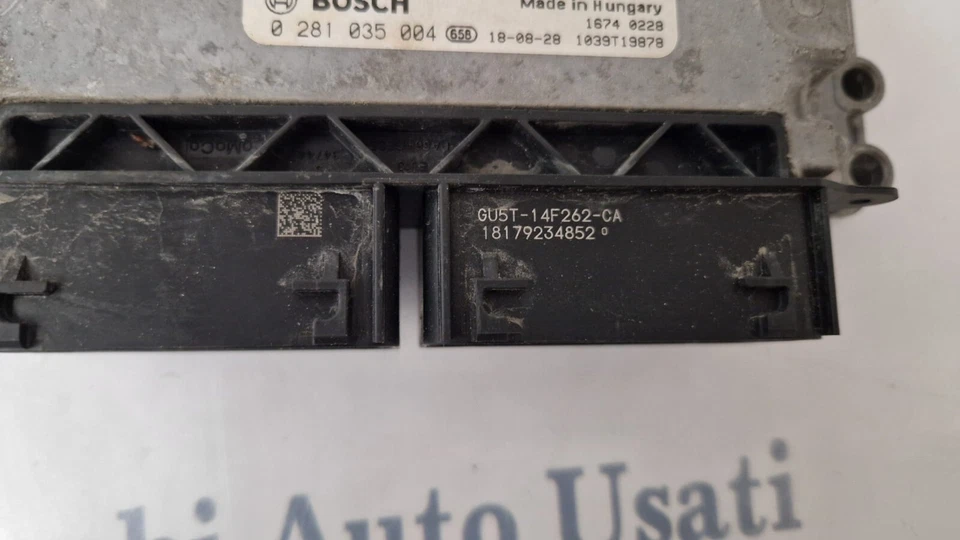 BOSCH
Made in Hungary
1674 0228
0 281 035 004 656 18-08-28 1039T19878
GU5T-14F262-CA
18179234852
Auto Usati